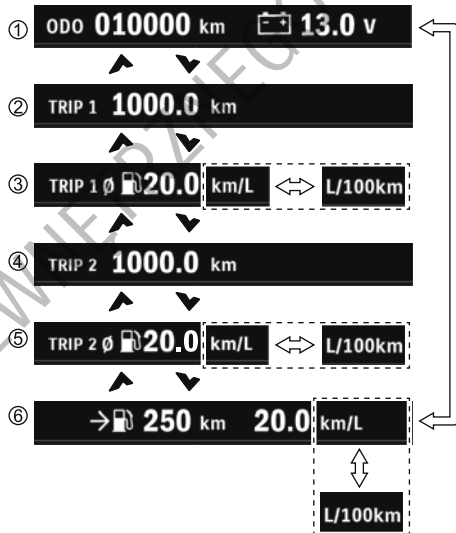 ① ODO 010000 km 13.0 V
② TRIP 1 1000.0 km
③ TRIP 1 Ø 20.0 km/L L/100km
④ TRIP 2 1000.0 km
⑤ TRIP 2 Ø 20.0 km/L L/100km
⑥ → 250 km 20.0 km/L
L/100km